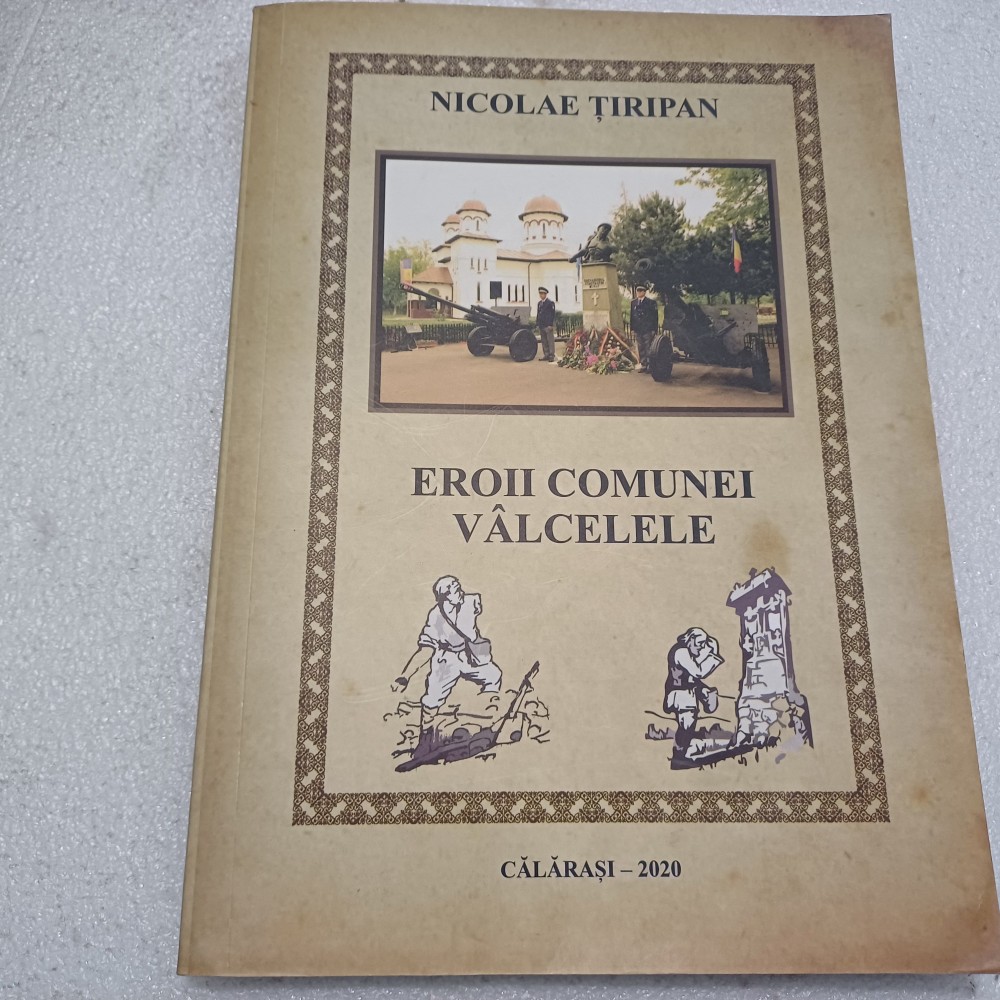 NICOLAE ȚIRIPAN
EROII COMUNEI
VÂLCELELE
CĂLĂRAȘI – 2020